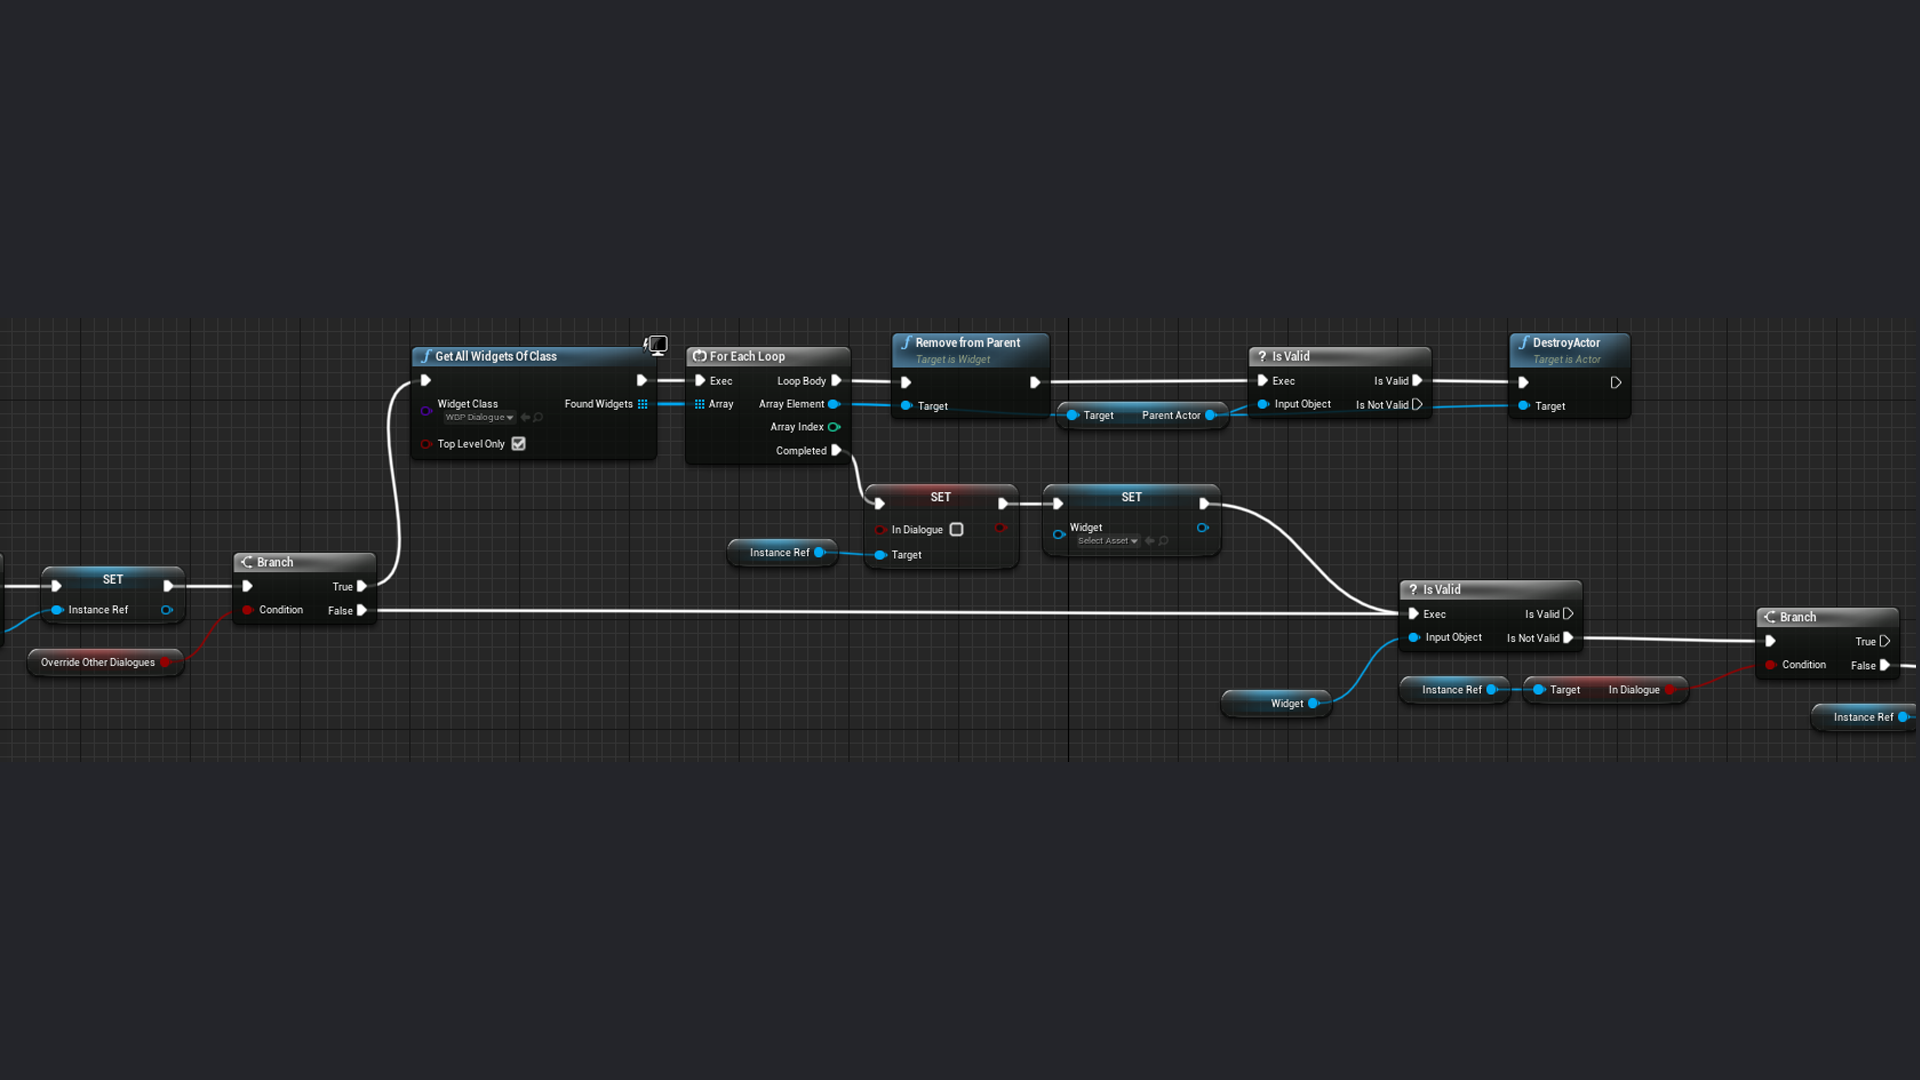 SET
Instance Ref
Override Other Dialogues
Branch
True
Condition
False
Get All Widgets Of Class
Widget Class
WBP Dialogue
Found Widgets
Top Level Only
For Each Loop
Exec
Loop Body
Array
Array Element
Array Index
Completed
Remove from Parent
Target is Widget
Target
Target
Parent Actor
? Is Valid
Exec
Is Valid
Input Object
Is Not Valid
DestroyActor
Target is Actor
Target
Instance Ref
SET
In Dialogue
Target
SET
Widget
Select Asset
Widget
? Is Valid
Exec
Is Valid
Input Object
Is Not Valid
Instance Ref
Target
In Dialogue
Branch
True
Condition
False
Instance Ref